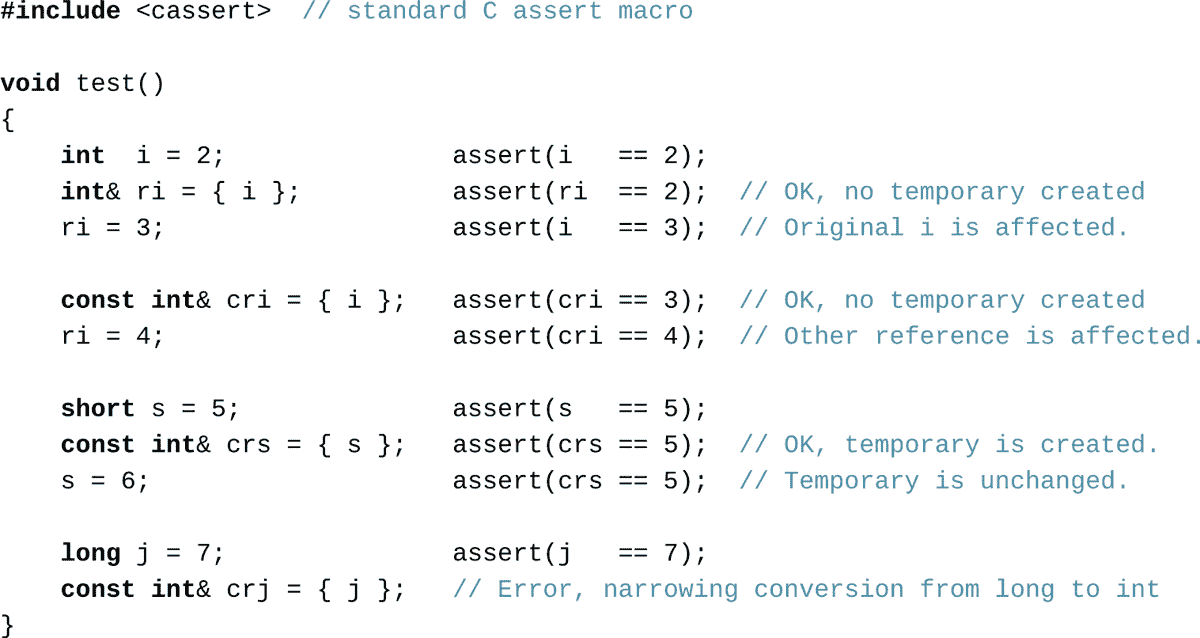 #include <cassert>  // standard C assert macro

void test()
{
    int  i = 2;               assert(i   == 2);
    int& ri = { i };          assert(ri  == 2);  // OK, no temporary created
    ri = 3;                   assert(i   == 3);  // Original i is affected.

    const int& cri = { i };   assert(cri == 3);  // OK, no temporary created
    ri = 4;                   assert(cri == 4);  // Other reference is affected.

    short s = 5;              assert(s   == 5);
    const int& crs = { s };   assert(crs == 5);  // OK, temporary is created.
    s = 6;                    assert(crs == 5);  // Temporary is unchanged.

    long j = 7;               assert(j   == 7);
    const int& crj = { j };   // Error, narrowing conversion from long to int
}